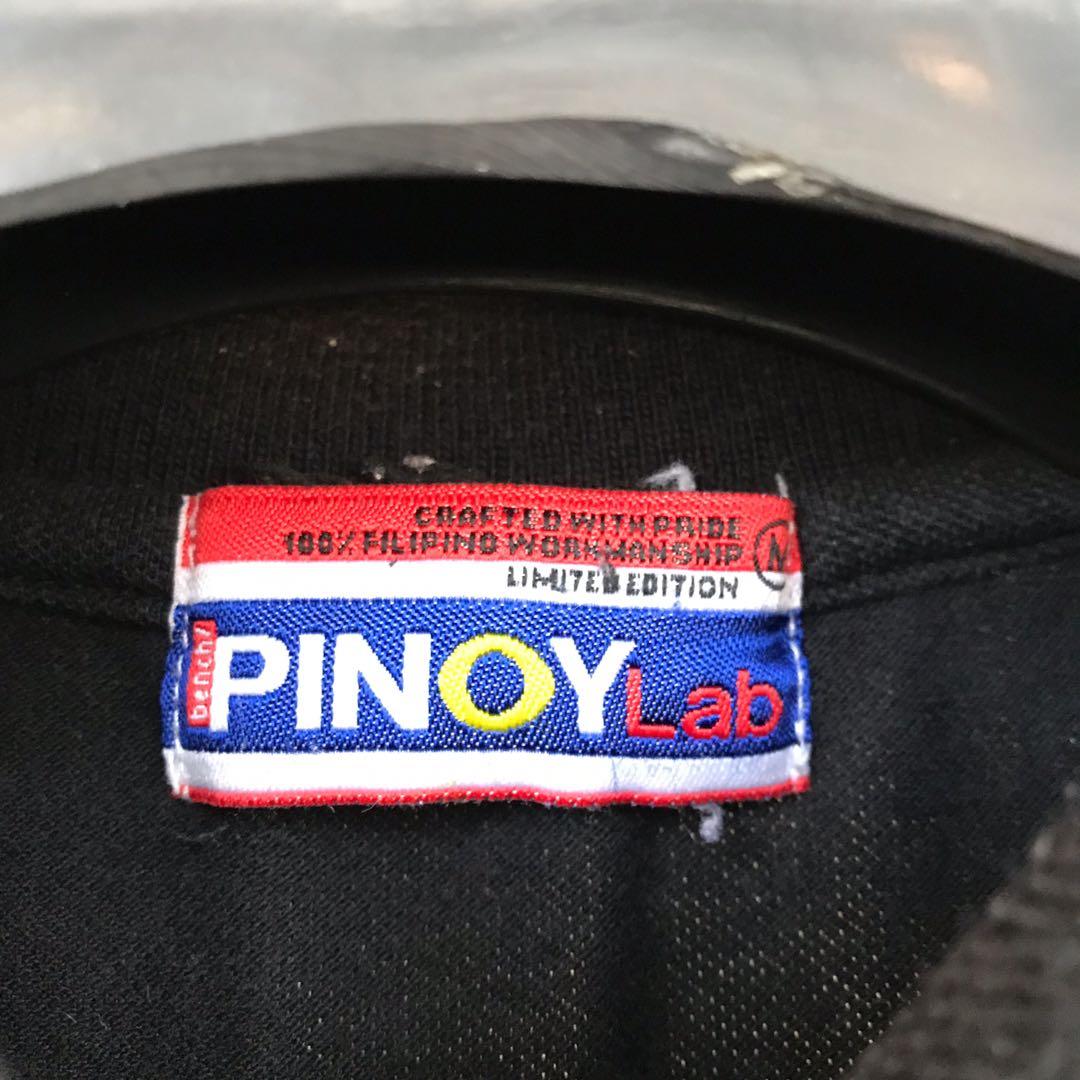 CRAFTED WITH PRIDE
100% FILIPINO WORKMANSHIP
M
LIMITED EDITION
bench/
PINOY Lab